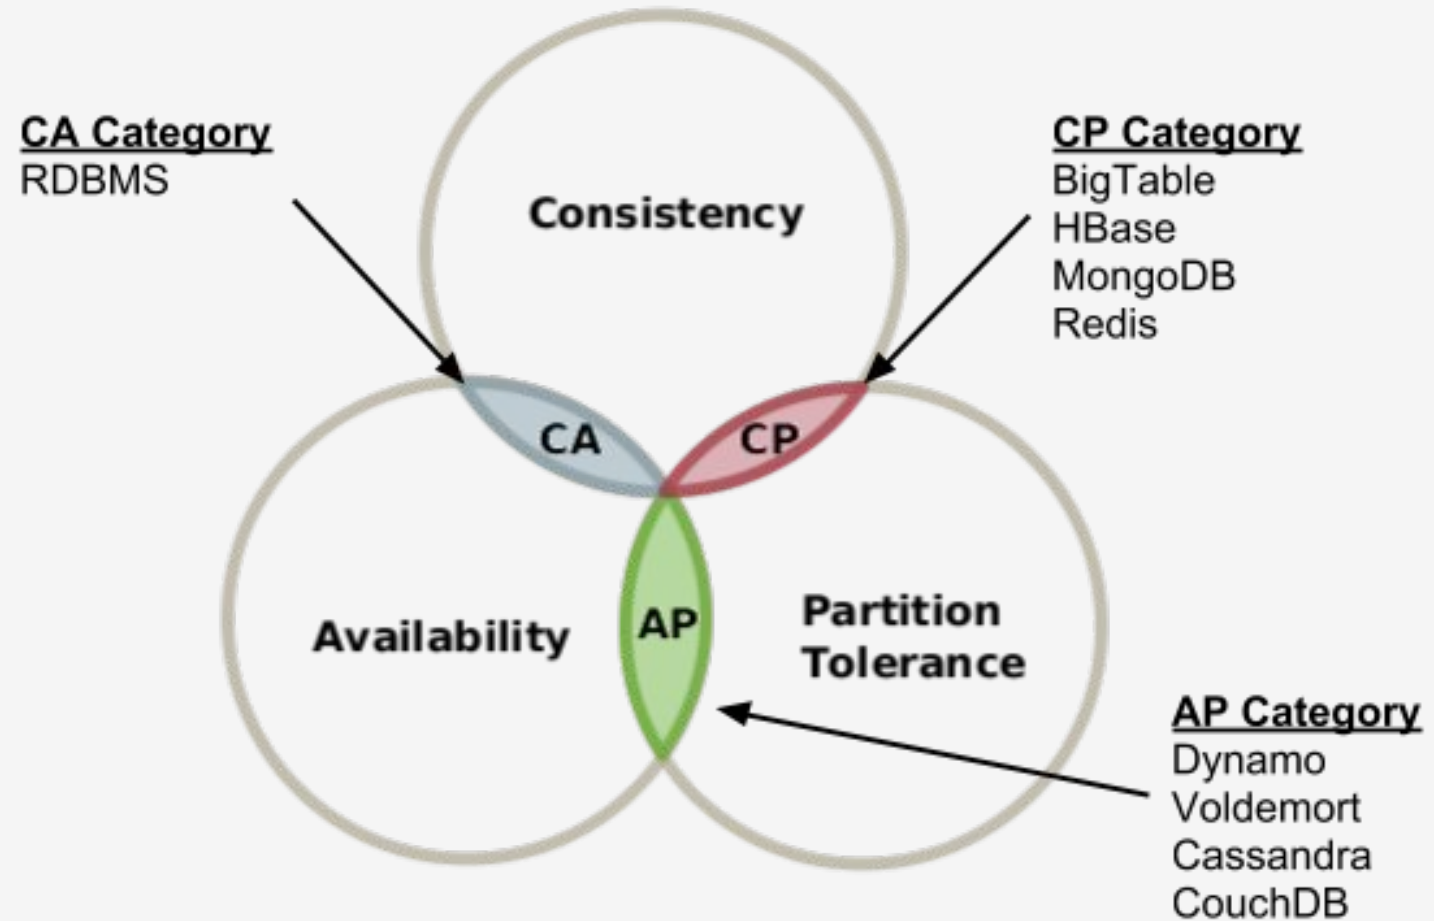 CA Category
RDBMS
CP Category
BigTable
HBase
MongoDB
Redis
Consistency
CA
CP
Availability
AP
Partition
Tolerance
AP Category
Dynamo
Voldemort
Cassandra
CouchDB